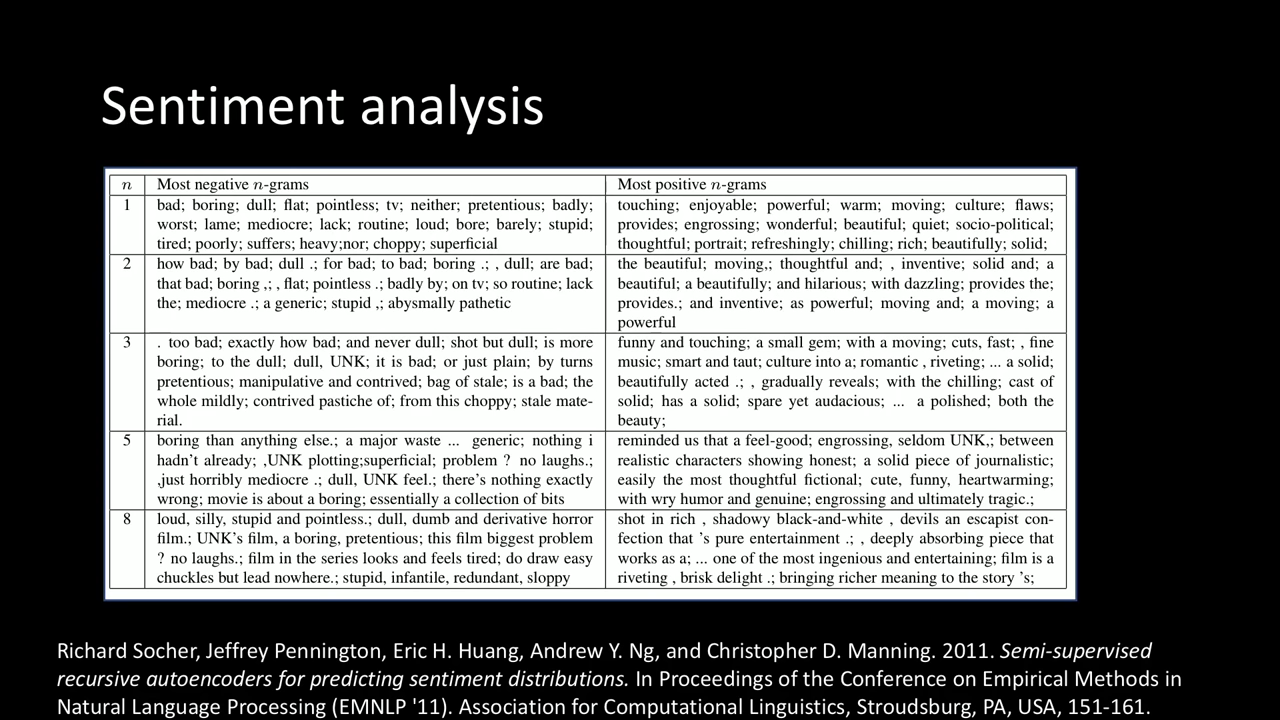 Sentiment analysis
n Most negative n-grams Most positive n-grams
1 bad; boring; dull; flat; pointless; tv; neither; pretentious; badly; touching; enjoyable; powerful; warm; moving; culture; flaws;
worst; lame; mediocre; lack; routine; loud; bore; barely; stupid; provides; engrossing; wonderful; beautiful; quiet; socio-political;
tired; poorly; suffers; heavy;nor; choppy; superficial thoughtful; portrait; refreshingly; chilling; rich; beautifully; solid;
2 how bad; by bad; dull .; for bad; to bad; boring .; , dull; are bad; the beautiful; moving,; thoughtful and; , inventive; solid and; a
that bad; boring ,; , flat; pointless .; badly by; on tv; so routine; lack beautiful; a beautifully; and hilarious; with dazzling; provides the;
the; mediocre .; a generic; stupid ,; abysmally pathetic provides.; and inventive; as powerful; moving and; a moving; a
powerful
3 . too bad; exactly how bad; and never dull; shot but dull; is more funny and touching; a small gem; with a moving; cuts, fast; , fine
boring; to the dull; dull, UNK; it is bad; or just plain; by turns music; smart and taut; culture into a; romantic , riveting; ... a solid;
pretentious; manipulative and contrived; bag of stale; is a bad; the beautifully acted .; , gradually reveals; with the chilling; cast of
whole mildly; contrived pastiche of; from this choppy; stale mate- solid; has a solid; spare yet audacious; ... a polished; both the
rial. beauty;
5 boring than anything else.; a major waste ... generic; nothing i reminded us that a feel-good; engrossing, seldom UNK,; between
hadn't already; ,UNK plotting;superficial; problem ? no laughs.; realistic characters showing honest; a solid piece of journalistic;
,just horribly mediocre .; dull, UNK feel.; there's nothing exactly easily the most thoughtful fictional; cute, funny, heartwarming;
wrong; movie is about a boring; essentially a collection of bits with wry humor and genuine; engrossing and ultimately tragic.;
8 loud, silly, stupid and pointless.; dull, dumb and derivative horror shot in rich , shadowy black-and-white , devils an escapist con-
film.; UNK's film, a boring, pretentious; this film biggest problem fection that 's pure entertainment .; , deeply absorbing piece that
? no laughs.; film in the series looks and feels tired; do draw easy works as a; ... one of the most ingenious and entertaining; film is a
chuckles but lead nowhere.; stupid, infantile, redundant, sloppy riveting , brisk delight .; bringing richer meaning to the story 's;
Richard Socher, Jeffrey Pennington, Eric H. Huang, Andrew Y. Ng, and Christopher D. Manning. 2011. Semi-supervised
recursive autoencoders for predicting sentiment distributions. In Proceedings of the Conference on Empirical Methods in
Natural Language Processing (EMNLP '11). Association for Computational Linguistics, Stroudsburg, PA, USA, 151-161.